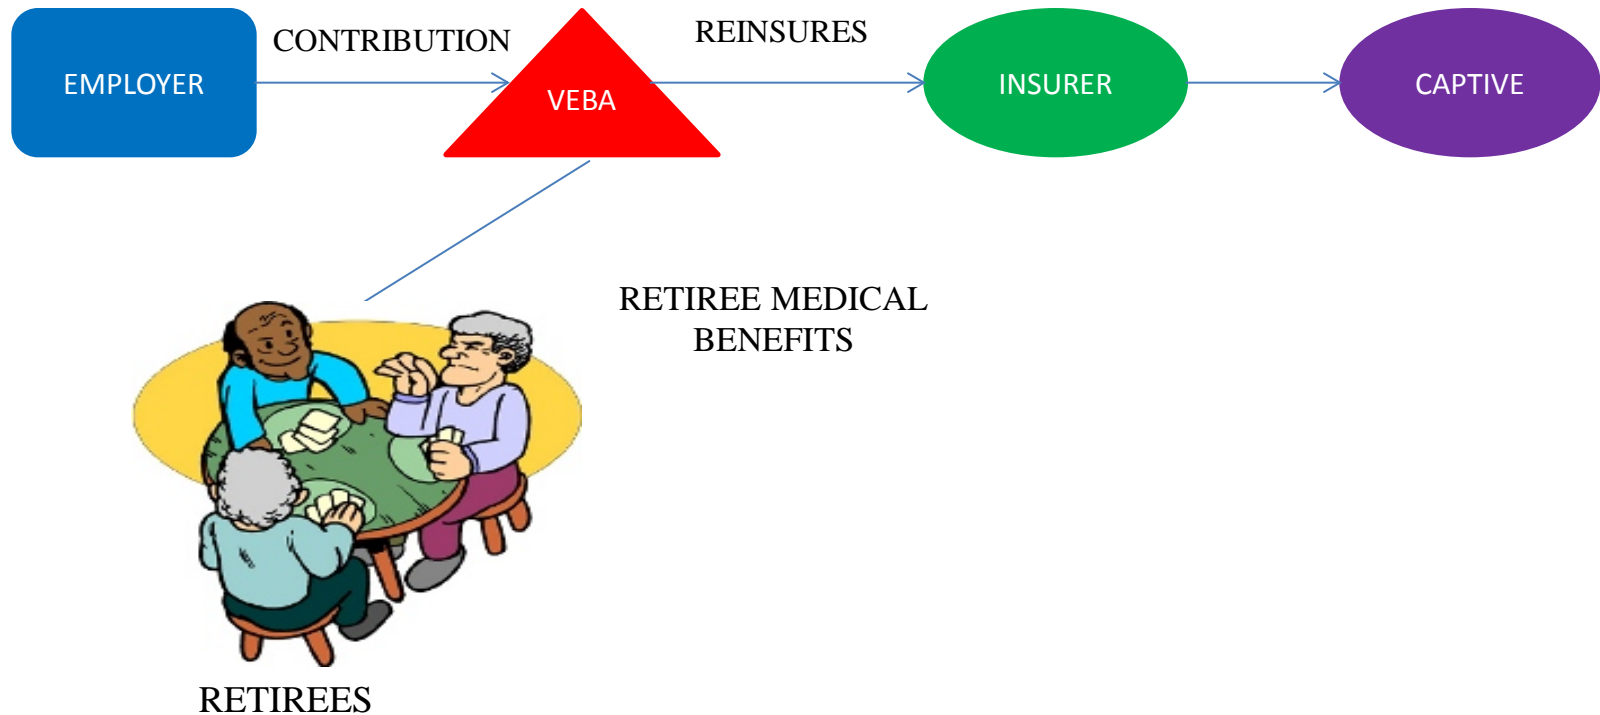 EMPLOYER
CONTRIBUTION
VEBA
REINSURES
INSURER
CAPTIVE
RETIREE MEDICAL
BENEFITS
RETIREES